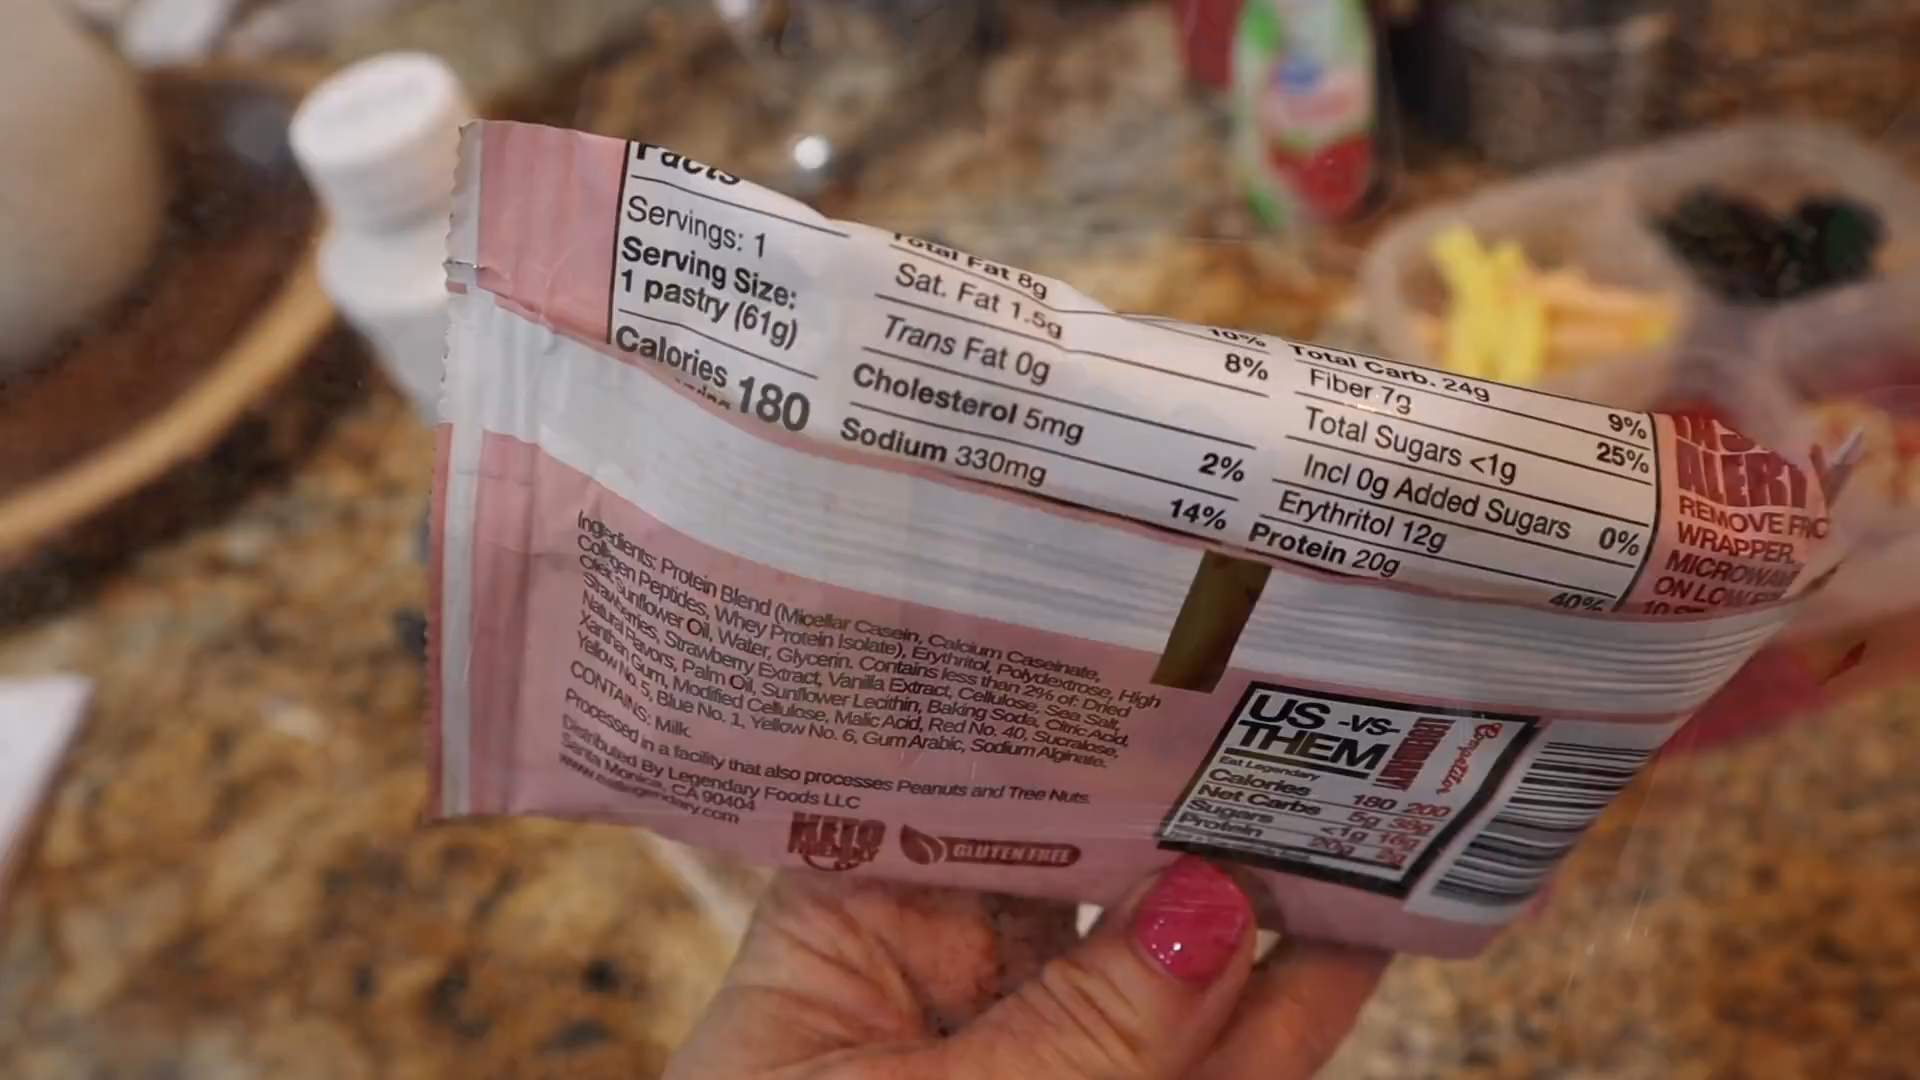 Facts
Servings: 1
Serving Size:
1 pastry (61g)
Calories 180
Total Fat 8g 10%
Sat. Fat 1.5g 8%
Trans Fat 0g
Cholesterol 5mg 2%
Sodium 330mg 14%
Total Carb. 24g 9%
Fiber 7g 25%
Total Sugars <1g
Incl 0g Added Sugars 0%
Erythritol 12g
Protein 20g 40%
ALERT
REMOVE FRO
WRAPPER,
MICROWAVE
ON LOW
10
Ingredients: Protein Blend (Micellar Casein, Calcium Caseinate,
Collagen Peptides, Whey Protein Isolate), Erythritol, Polydextrose, High
Oleic Sunflower Oil, Water, Glycerin. Contains less than 2% of: Dried
Strawberries, Strawberry Extract, Vanilla Extract, Cellulose, Sea Salt,
Natural Flavors, Palm Oil, Sunflower Lecithin, Baking Soda, Citric Acid,
Xanthan Gum, Modified Cellulose, Malic Acid, Red No. 40, Sucralose,
Yellow No. 5, Blue No. 1, Yellow No. 6, Gum Arabic, Sodium Alginate.
CONTAINS: Milk.
Processed in a facility that also processes Peanuts and Tree Nuts.
Distributed By Legendary Foods LLC
Santa Monica, CA 90404
www.eatlegendary.com
KETO
FRIENDLY
GLUTEN FREE
US -VS-
THEM
LEGENDARY
Competitor
Eat Legendary
Calories 180 200
Net Carbs 5g 38g
Sugars <1g 16g
Protein 20g 2g